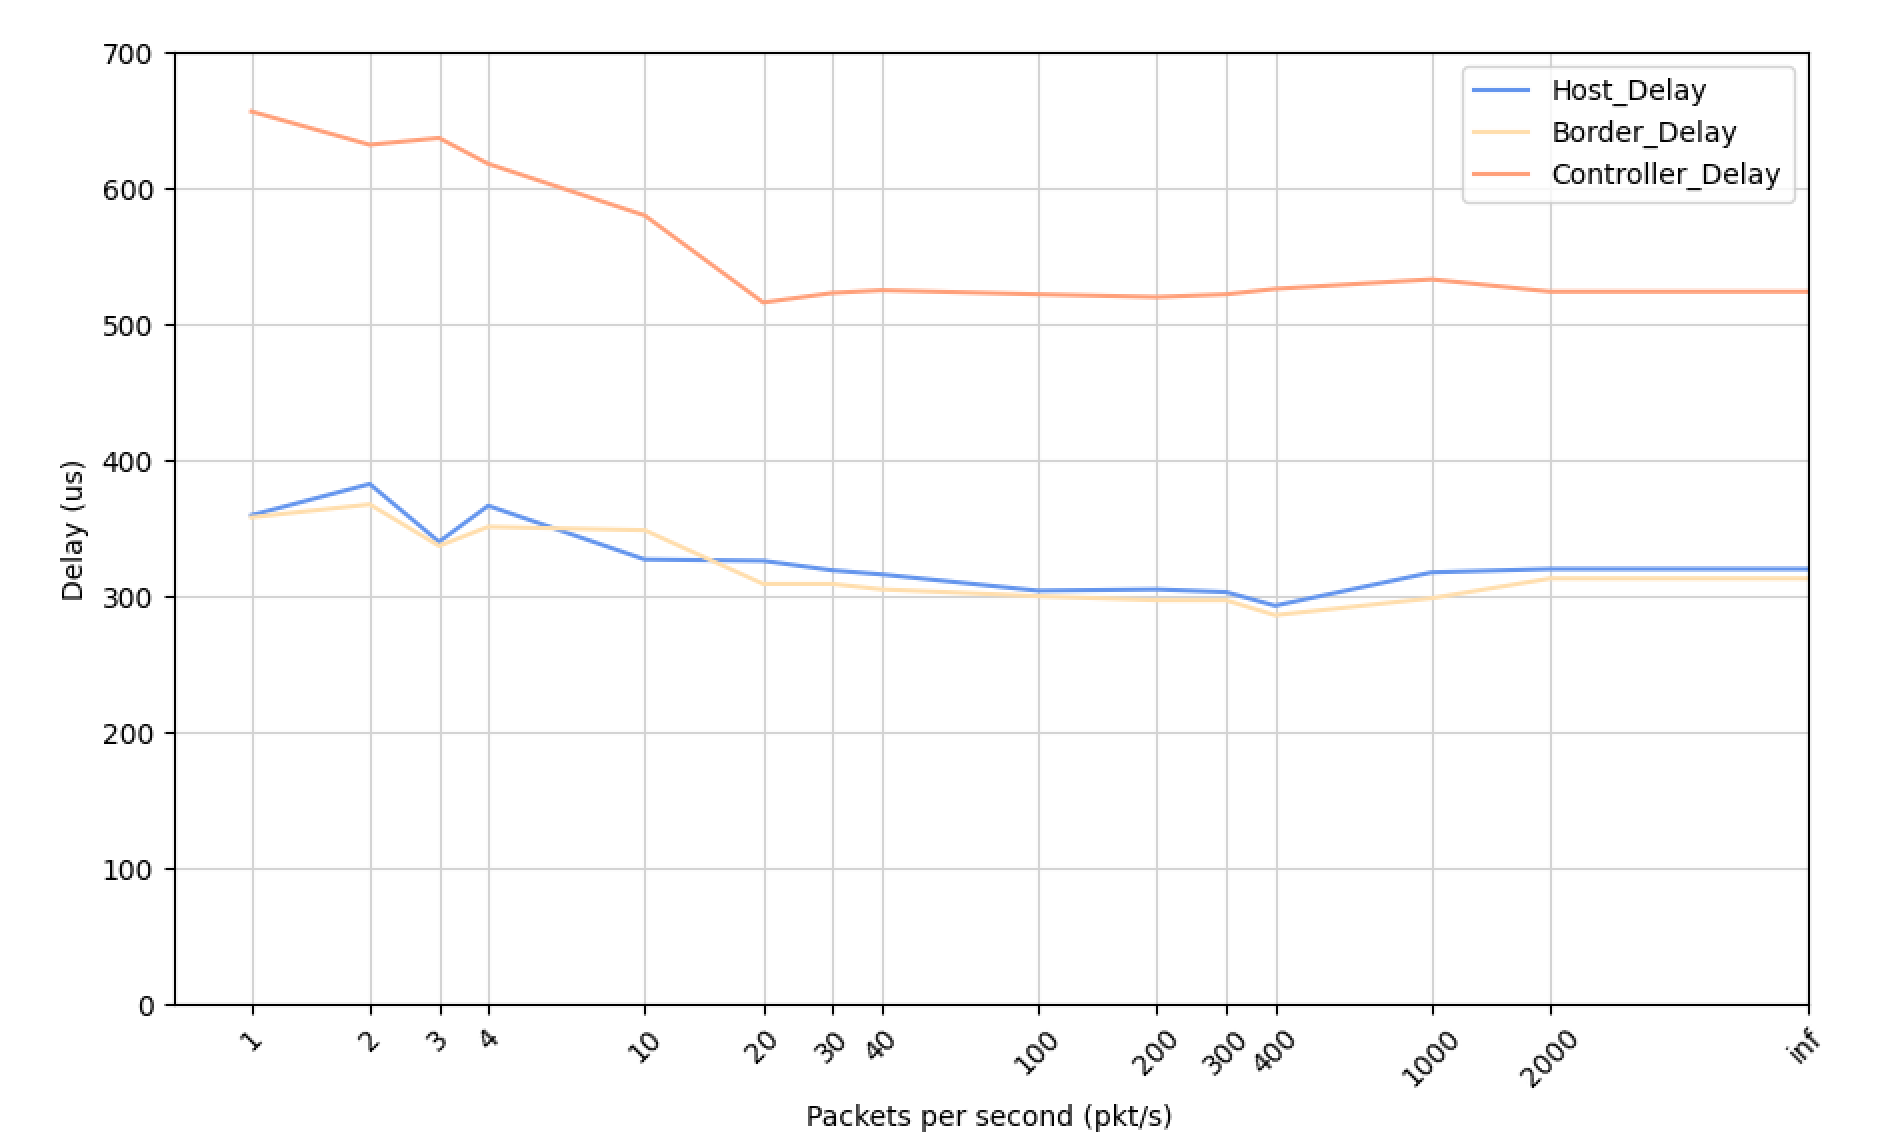 700
600
500
400
300
200
100
0
Delay (us)
Host_Delay
Border_Delay
Controller_Delay
1 2 3 4 10 20 30 40 100 200 300 400 1000 2000 inf
Packets per second (pkt/s)